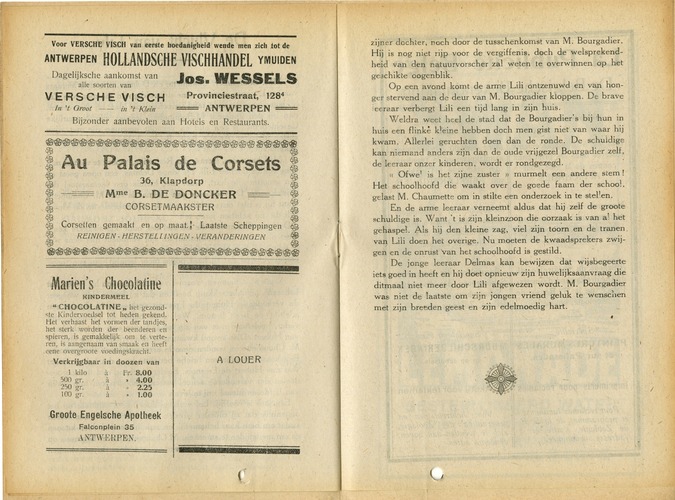 Voor VERSCHE VISCH van eerste hoedanigheid wende men zich tot de
ANTWERPEN HOLLANDSCHE VISCHHANDEL YMUIDEN
Dagelijksche aankomst van
alle soorten van
VERSCHE VISCH
In 't Groot — in 't Klein
Jos. WESSELS
Provinciestraat, 128A
ANTWERPEN
Bijzonder aanbevolen aan Hotels en Restaurants.
Au Palais de Corsets
36, Klapdorp
Mme B. DE DONCKER
CORSETMAAKSTER
Corsetten gemaakt en op maat. Laatste Scheppingen
REINIGEN - HERSTELLINGEN - VERANDERINGEN
Marien's Chocolatine
KINDERMEEL
"CHOCOLATINE„ het gezond-
ste Kindervoedsel tot heden gekend.
Het verhaast het vormen der tandjes,
het sterk worden der beenderen en
spieren, is gemakkelijk om te verte-
ren, is aangenaam van smaak en heeft
eene overgroote voedingskracht.
Verkrijgbaar in doozen van
1 kilo à Fr. 8.00
500 gr. à » 4.00
250 gr. à » 2.25
100 gr. à » 1.00
Groote Engelsche Apotheek
Falconplein 35
ANTWERPEN.
A LOUER
zijner dochter, noch door de tusschenkomst van M. Bourgadier.
Hij is nog niet rijp voor de vergiffenis, doch de welsprekend-
heid van den natuurvorscher zal weten te overwinnen op het
geschikte oogenblik.
Op een avond komt de arme Lili ontzenuwd en van hon-
ger stervend aan de deur van M. Bourgadier kloppen. De brave
leeraar verbergt Lili een tijd lang in zijn huis.
Weldra weet heel de stad dat de Bourgadier's bij hun in
huis een flinke kleine hebben doch men gist niet van waar hij
kwam. Allerlei geruchten doen dan de ronde. De schuldige
kan niemand anders zijn dan de oude vrijgezel Bourgadier zelf,
de leeraar onzer kinderen, wordt er rondgezegd.
« Ofwel is het zijne zuster » murmelt een andere stem !
Het schoolhoofd die waakt over de goede faam der school,
gelast M. Chaumette om in stilte een onderzoek in te stellen.
En de arme leeraar verneemt aldus dat hij zelf de groote
schuldige is. Want 't is zijn kleinzoon die oorzaak is van al het
gehaspel. Als hij den kleine zag, viel zijn toorn en de tranen
van Lili doen het overige. Nu moeten de kwaadsprekers zwij-
gen en de onrust van het schoolhoofd is gestild.
De jonge leeraar Delmas kan bewijzen dat wijsbegeerte
iets goed in heeft en hij doet opnieuw zijn huwelijksaanvraag die
ditmaal niet meer door Lili afgewezen wordt. M. Bourgadier
was niet de laatste om zijn jongen vriend geluk te wenschen
met zijn breden geest en zijn edelmoedig hart.